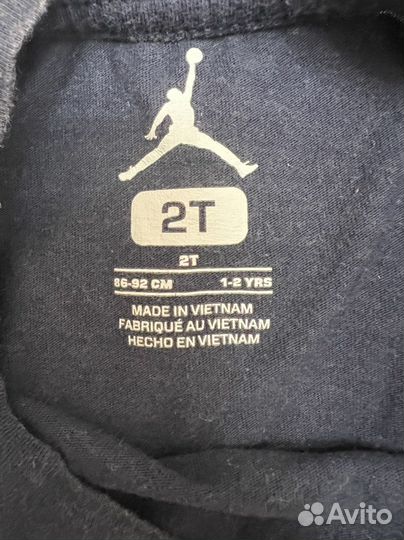 2T
2T
86-92 CM 1-2 YRS
MADE IN VIETNAM
FABRIQUÉ AU VIETNAM
HECHO EN VIETNAM
Avito